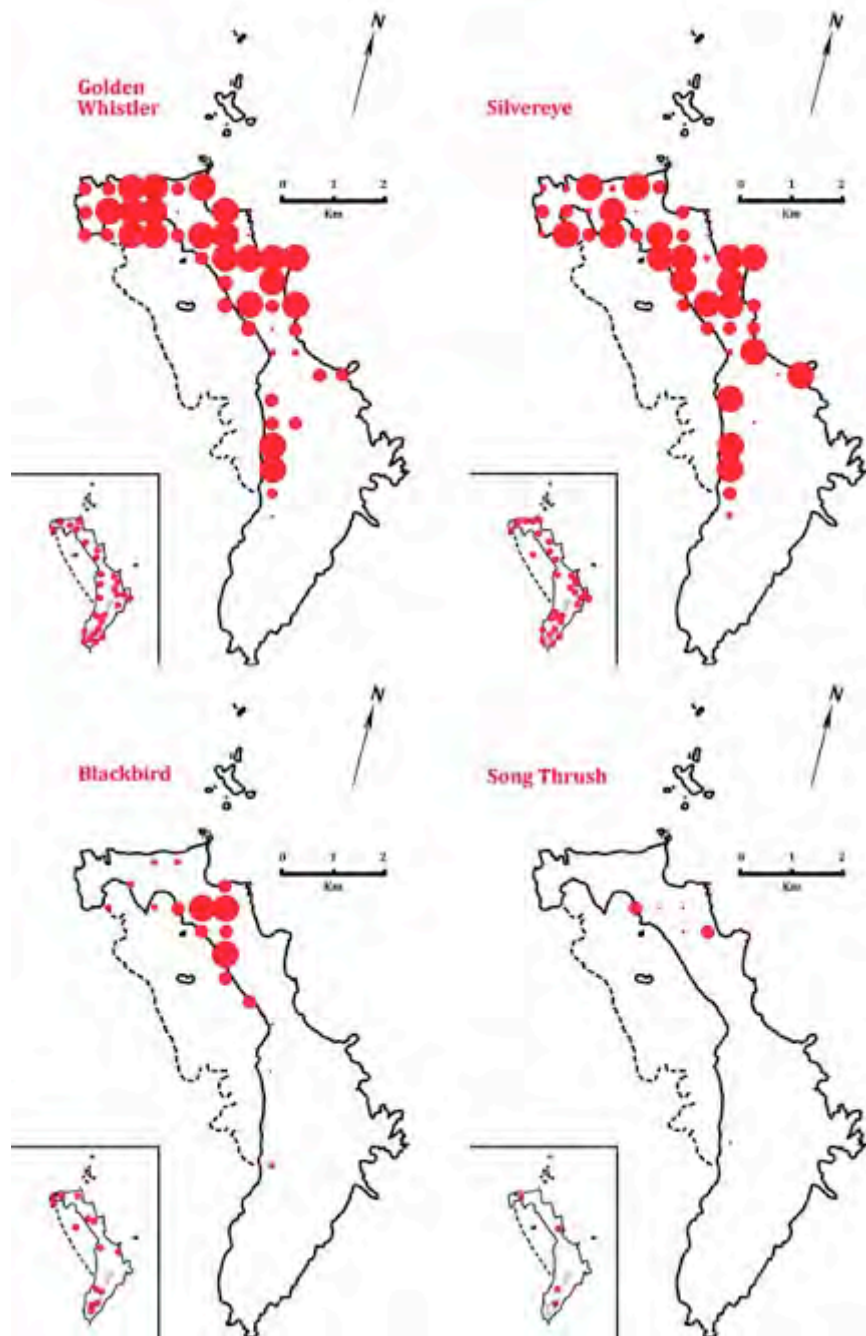 N
Golden
Whistler
0 1 2
Km
N
Silvereye
0 1 2
Km
N
Blackbird
0 1 2
Km
N
Song Thrush
0 1 2
Km